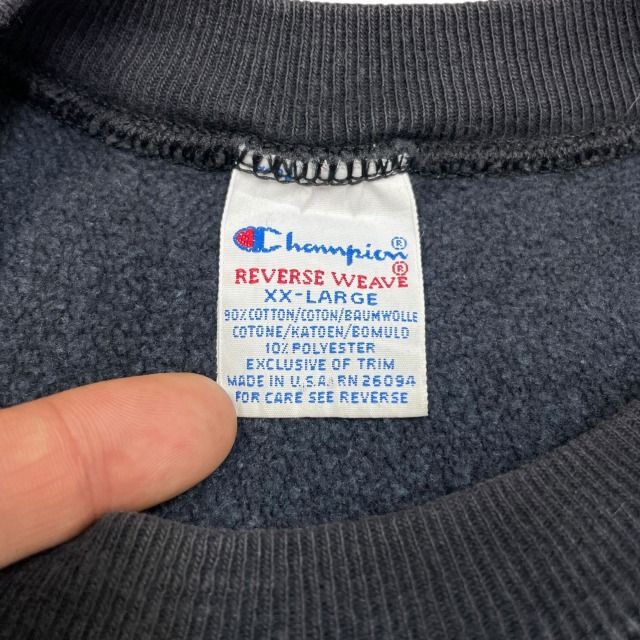 Champion®
REVERSE WEAVE®
XX-LARGE
90% COTTON/COTON/BAUMWOLLE
COTONE/KATOEN/BOMULD
10% POLYESTER
EXCLUSIVE OF TRIM
MADE IN U.S.A. RN 26094
FOR CARE SEE REVERSE